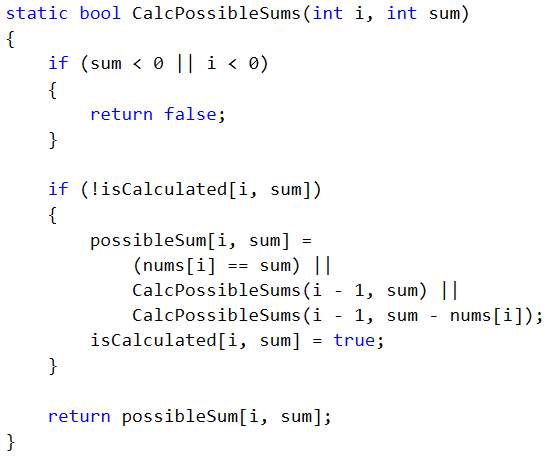 static bool CalcPossibleSums(int i, int sum)
{
    if (sum < 0 || i < 0)
    {
        return false;
    }

    if (!isCalculated[i, sum])
    {
        possibleSum[i, sum] =
            (nums[i] == sum) ||
            CalcPossibleSums(i - 1, sum) ||
            CalcPossibleSums(i - 1, sum - nums[i]);
        isCalculated[i, sum] = true;
    }

    return possibleSum[i, sum];
}